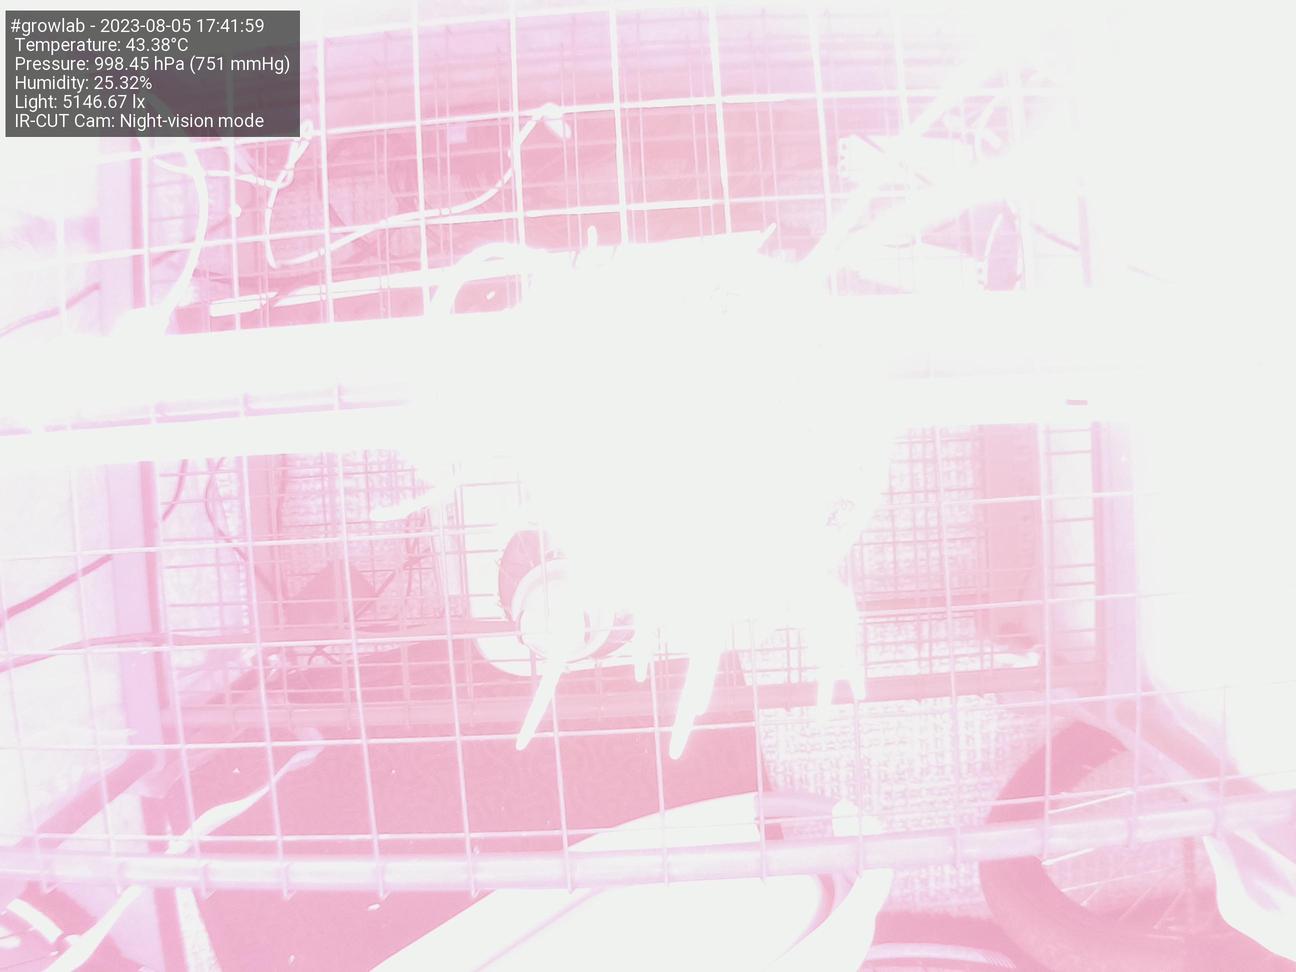 #growlab - 2023-08-05 17:41:59
Temperature: 43.38°C
Pressure: 998.45 hPa (751 mmHg)
Humidity: 25.32%
Light: 5146.67 lx
IR-CUT Cam: Night-vision mode